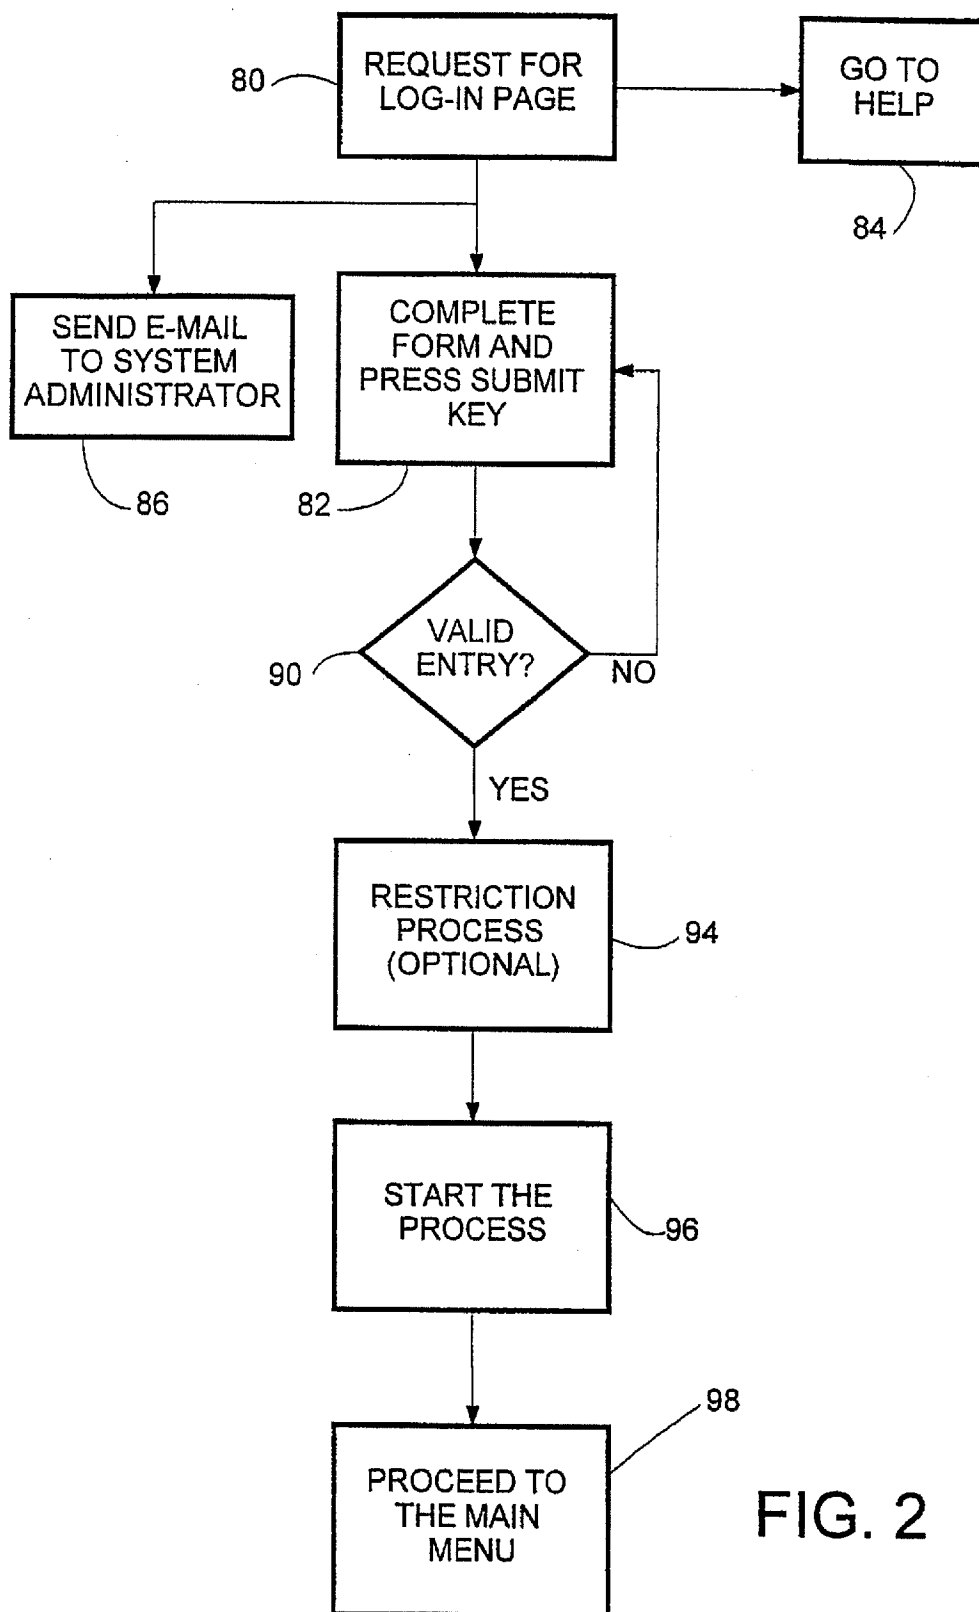 80
REQUEST FOR
LOG-IN PAGE
GO TO
HELP
84
SEND E-MAIL
TO SYSTEM
ADMINISTRATOR
86
COMPLETE
FORM AND
PRESS SUBMIT
KEY
82
90
VALID
ENTRY?
NO
YES
RESTRICTION
PROCESS
(OPTIONAL)
94
START THE
PROCESS
96
98
PROCEED TO
THE MAIN
MENU
FIG. 2